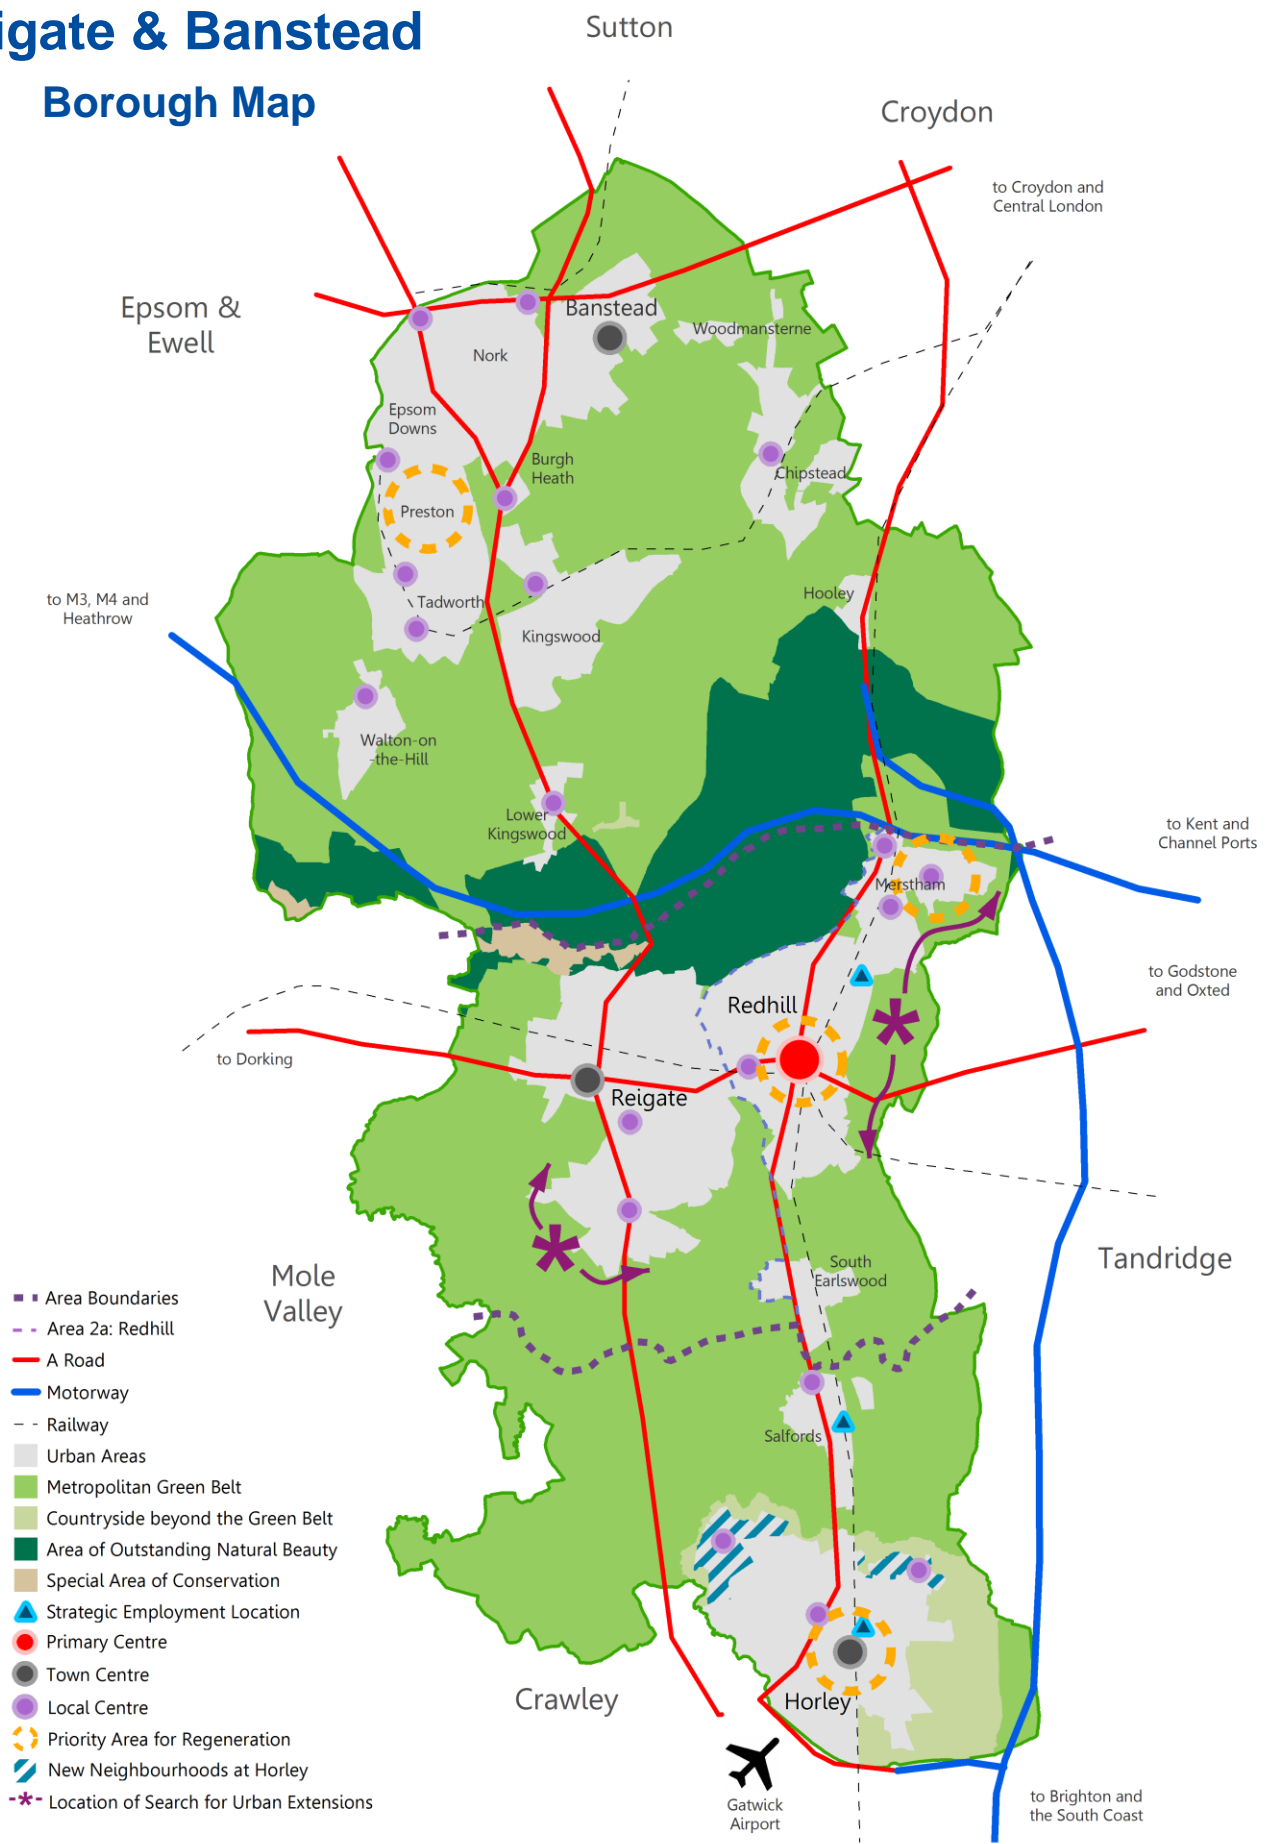 igate & Banstead
Borough Map
Sutton
Croydon
to Croydon and
Central London
Epsom &
Ewell
Banstead
Woodmansterne
Nork
Epsom
Downs
Burgh
Heath
Chipstead
Preston
Hooley
to M3, M4 and
Heathrow
Tadworth
Kingswood
Walton-on
-the-Hill
Lower
Kingswood
to Kent and
Channel Ports
Merstham
to Godstone
and Oxted
Redhill
to Dorking
Reigate
Tandridge
South
Earlswood
Mole
Valley
Salfords
Area Boundaries
Area 2a: Redhill
A Road
Motorway
Railway
Urban Areas
Metropolitan Green Belt
Countryside beyond the Green Belt
Area of Outstanding Natural Beauty
Special Area of Conservation
Strategic Employment Location
Primary Centre
Town Centre
Local Centre
Priority Area for Regeneration
New Neighbourhoods at Horley
Location of Search for Urban Extensions
Crawley
Horley
Gatwick
Airport
to Brighton and
the South Coast